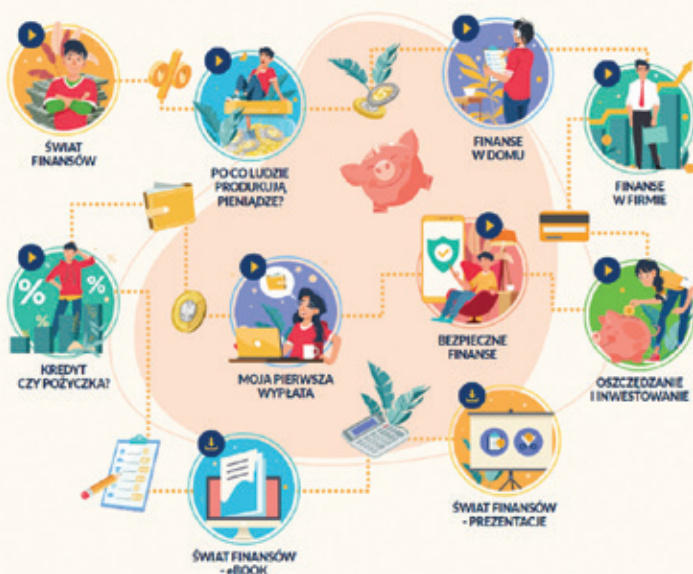 ŚWIAT
FINANSÓW
PO CO LUDZIE
PRODUKUJĄ
PIENIĄDZE?
FINANSE
W DOMU
FINANSE
W FIRMIE
KREDYT
CZY POŻYCZKA?
%
%
%
MOJA PIERWSZA
WYPŁATA
BEZPIECZNE
FINANSE
OSZCZĘDZANIE
I INWESTOWANIE
ŚWIAT FINANSÓW
- eBOOK
ŚWIAT FINANSÓW
- PREZENTACJE